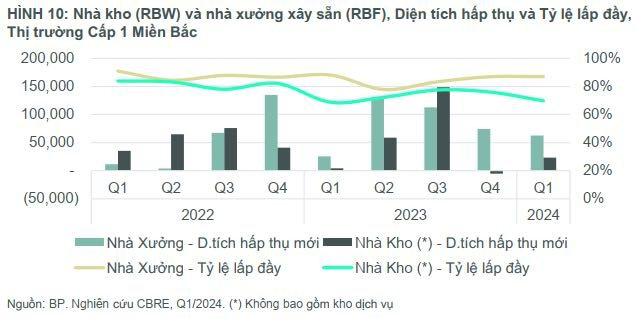 HÌNH 10: Nhà kho (RBW) và nhà xưởng xây sẵn (RBF), Diện tích hấp thụ và Tỷ lệ lấp đầy,
Thị trường Cấp 1 Miền Bắc
200,000
150,000
100,000
50,000
-
(50,000)
100%
80%
60%
40%
20%
0%
Q1 Q2 Q3 Q4 Q1 Q2 Q3 Q4 Q1
2022 2023 2024
Nhà Xưởng - D.tích hấp thụ mới Nhà Kho (*) - D.tích hấp thụ mới
Nhà Xưởng - Tỷ lệ lấp đầy Nhà Kho (*) - Tỷ lệ lấp đầy
Nguồn: BP. Nghiên cứu CBRE, Q1/2024. (*) Không bao gồm kho dịch vụ